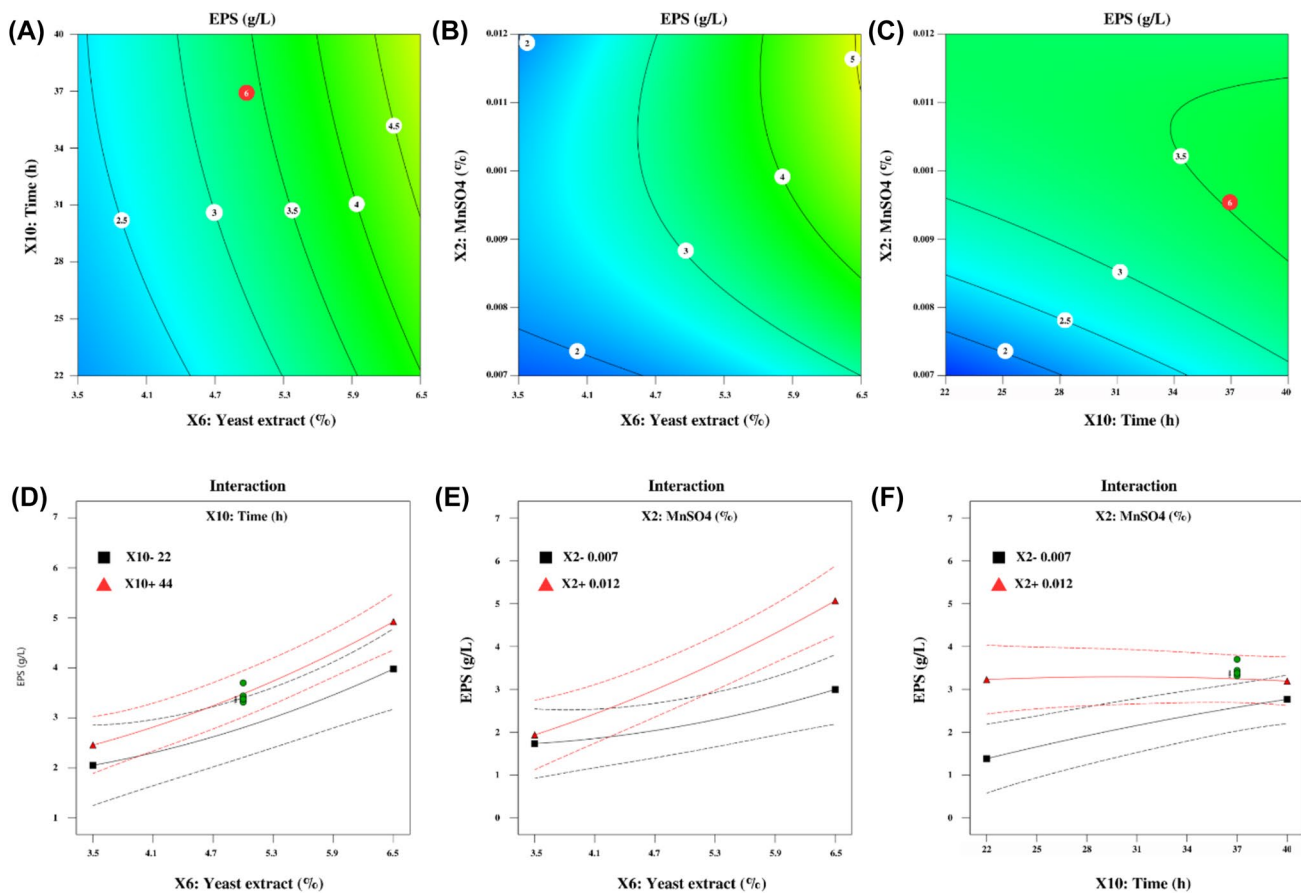 (A)
EPS (g/L)
X10: Time (h)
40
37
34
31
28
25
22
3.5
4.1
4.7
5.3
5.9
6.5
X6: Yeast extract (%)
2.5
3
3.5
4
4.5
6
(B)
EPS (g/L)
X2: MnSO4 (%)
0.012
0.011
0.001
0.009
0.008
0.007
3.5
4.1
4.7
5.3
5.9
6.5
X6: Yeast extract (%)
2
2
3
4
5
(C)
EPS (g/L)
X2: MnSO4 (%)
0.012
0.011
0.001
0.009
0.008
0.007
22
25
28
31
34
37
40
X10: Time (h)
2
2.5
3
3.5
6
(D)
Interaction
X10: Time (h)
X10- 22
X10+ 44
EPS (g/L)
7
6
5
4
3
2
1
3.5
4.1
4.7
5.3
5.9
6.5
X6: Yeast extract (%)
(E)
Interaction
X2: MnSO4 (%)
X2- 0.007
X2+ 0.012
EPS (g/L)
7
6
5
4
3
2
1
0
3.5
4.1
4.7
5.3
5.9
6.5
X6: Yeast extract (%)
(F)
Interaction
X2: MnSO4 (%)
X2- 0.007
X2+ 0.012
EPS (g/L)
7
6
5
4
3
2
1
0
22
25
28
31
34
37
40
X10: Time (h)